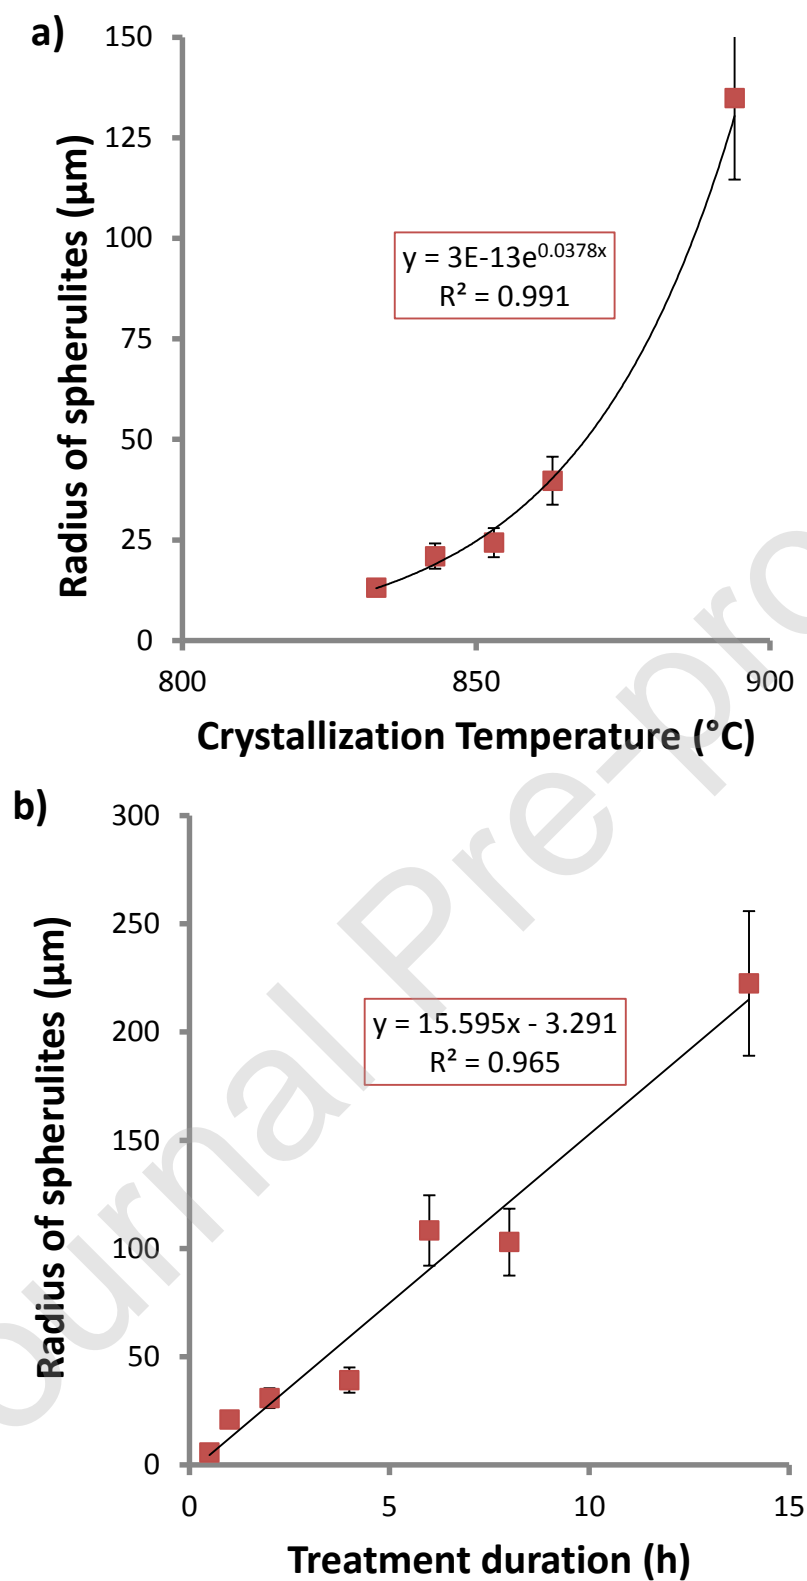 a)
150
125
100
75
50
25
0
Radius of spherulites (µm)
y = 3E-13e^0.0378x
R² = 0.991
800 850 900
Crystallization Temperature (°C)
b)
300
250
200
150
100
50
0
Radius of spherulites (µm)
y = 15.595x - 3.291
R² = 0.965
0 5 10 15
Treatment duration (h)
ournal Pre-pro